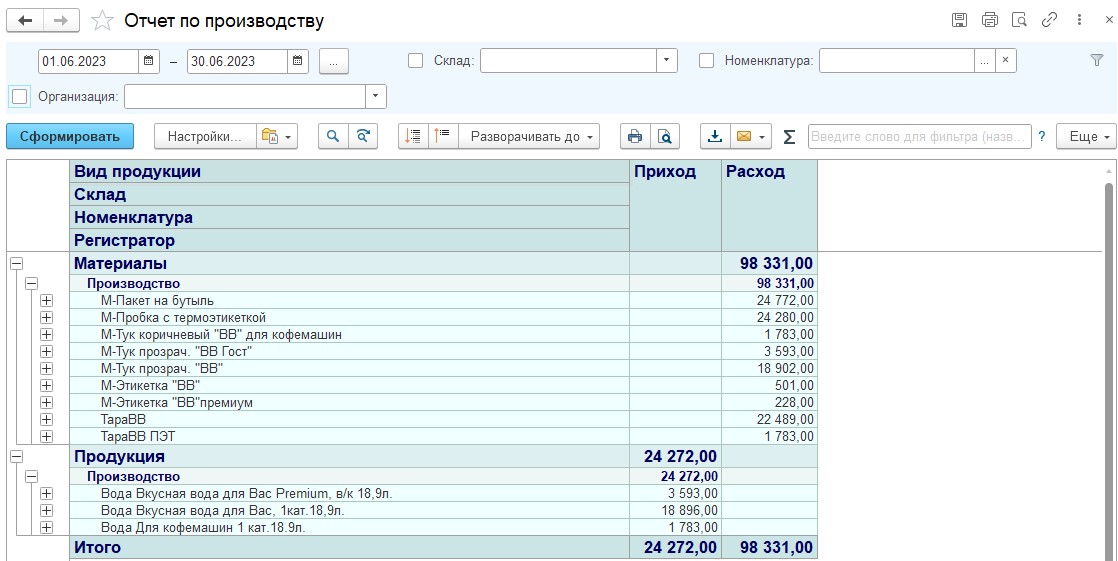 Отчет по производству
01.06.2023 – 30.06.2023 ... Склад: Номенклатура: ... ×
Организация:
Сформировать Настройки... Разворачивать до Σ Введите слово для фильтра (назв... ? Еще
Вид продукции Приход Расход
Склад
Номенклатура
Регистратор
Материалы 98 331,00
Производство 98 331,00
М-Пакет на бутыль 24 772,00
М-Пробка с термоэтикеткой 24 280,00
М-Тук коричневый "ВВ" для кофемашин 1 783,00
М-Тук прозрач. "ВВ Гост" 3 593,00
М-Тук прозрач. "ВВ" 18 902,00
М-Этикетка "ВВ" 501,00
М-Этикетка "ВВ"премиум 228,00
ТараВВ 22 489,00
ТараВВ ПЭТ 1 783,00
Продукция 24 272,00
Производство 24 272,00
Вода Вкусная вода для Вас Premium, в/к 18,9л. 3 593,00
Вода Вкусная вода для Вас, 1кат.18,9л. 18 896,00
Вода Для кофемашин 1 кат.18.9л. 1 783,00
Итого 24 272,00 98 331,00